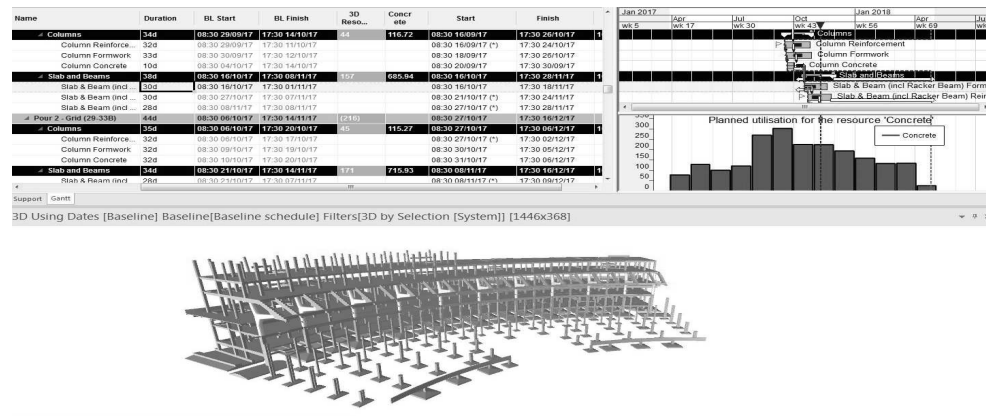 Name Duration BL Start BL Finish 3D Reso... Concr ete Start Finish
Columns 34d 08:30 29/09/17 17:30 14/10/17 44 116.72 08:30 16/09/17 17:30 26/10/17
Column Reinforce... 32d 08:30 29/09/17 17:30 11/10/17 08:30 16/09/17 (*) 17:30 24/10/17
Column Formwork 33d 08:30 30/09/17 17:30 12/10/17 08:30 18/09/17 17:30 25/10/17
Column Concrete 10d 08:30 04/10/17 17:30 14/10/17 08:30 20/09/17 17:30 30/09/17
Slab and Beams 38d 08:30 16/10/17 17:30 08/11/17 157 685.94 08:30 16/10/17 17:30 28/11/17
Slab & Beam (incl ... 30d 08:30 16/10/17 17:30 01/11/17 08:30 16/10/17 17:30 18/11/17
Slab & Beam (incl ... 30d 08:30 27/10/17 17:30 07/11/17 08:30 21/10/17 (*) 17:30 24/11/17
Slab & Beam (incl ... 28d 08:30 08/11/17 17:30 08/11/17 08:30 27/10/17 (*) 17:30 28/11/17
Pour 2 - Grid (29-33B) 44d 08:30 06/10/17 17:30 14/11/17 (216) 08:30 27/10/17 17:30 16/12/17
Columns 35d 08:30 06/10/17 17:30 20/10/17 45 115.27 08:30 27/10/17 17:30 06/12/17
Column Reinforce... 32d 08:30 06/10/17 17:30 17/10/17 08:30 27/10/17 (*) 17:30 02/12/17
Column Formwork 32d 08:30 09/10/17 17:30 19/10/17 08:30 30/10/17 17:30 05/12/17
Column Concrete 32d 08:30 10/10/17 17:30 20/10/17 08:30 31/10/17 17:30 06/12/17
Slab and Beams 34d 08:30 21/10/17 17:30 14/11/17 171 715.93 08:30 08/11/17 17:30 16/12/17
Slab & Beam (incl 28d 08:30 21/10/17 17:30 07/11/17 08:30 08/11/17 (*) 17:30 09/12/17
Jan 2017 Jan 2018
Apr Jul Oct Apr
wk 5 wk 17 wk 30 wk 43 wk 56 wk 69
Columns
Column Reinforcement
Column Formwork
Column Concrete
Slab and Beams
Slab & Beam (incl Racker Beam) Form
Slab & Beam (incl Racker Beam) Rein
Planned utilisation for the resource 'Concrete'
Concrete
300
250
200
150
100
50
0
Support Gantt
3D Using Dates [Baseline] Baseline[Baseline schedule] Filters[3D by Selection [System]] [1446x368]